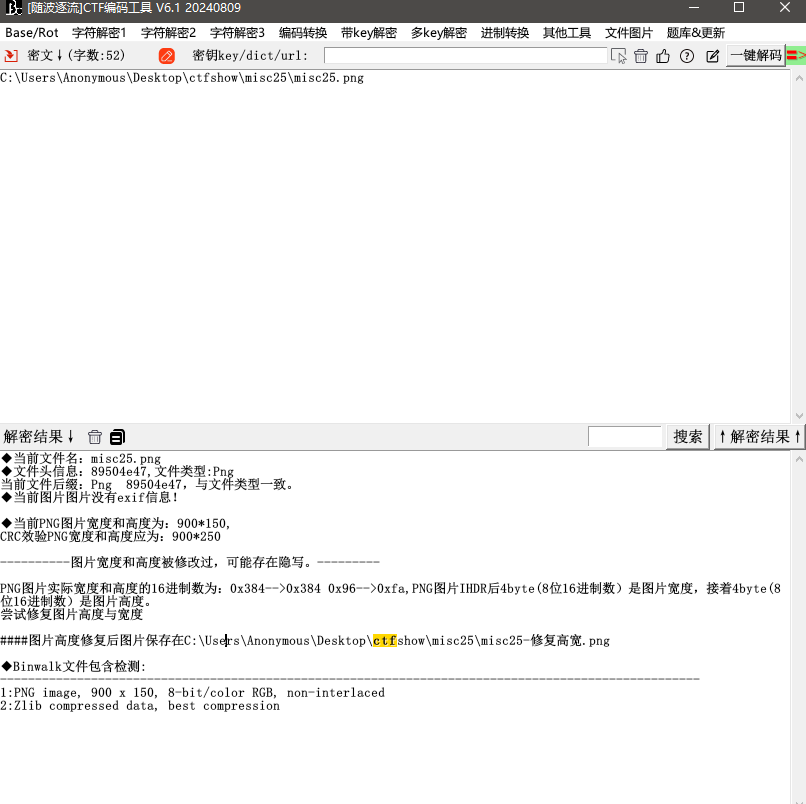 [随波逐流]CTF编码工具 V6.1 20240809
Base/Rot 字符解密1 字符解密2 字符解密3 编码转换 带key解密 多key解密 进制转换 其他工具 文件图片 题库&更新
密文↓(字数:52) 密钥key/dict/url: 一键解码
C:\Users\Anonymous\Desktop\ctfshow\misc25\misc25.png
解密结果↓ 搜索 ↑解密结果↑
◆当前文件名: misc25.png
◆文件头信息: 89504e47,文件类型:Png
当前文件后缀: Png 89504e47, 与文件类型一致。
◆当前图片图片没有exif信息!
◆当前PNG图片宽度和高度为: 900*150,
CRC效验PNG宽度和高度应为: 900*250
----------图片宽度和高度被修改过, 可能存在隐写。---------
PNG图片实际宽度和高度的16进制数为: 0x384-->0x384 0x96-->0xfa,PNG图片IHDR后4byte(8位16进制数）是图片宽度，接着4byte(8
位16进制数）是图片高度。
尝试修复图片高度与宽度
####图片高度修复后图片保存在C:\Users\Anonymous\Desktop\ctfshow\misc25\misc25-修复高宽.png
◆Binwalk文件包含检测:
----------------------------------------------------------------------------------------------------
1:PNG image, 900 x 150, 8-bit/color RGB, non-interlaced
2:Zlib compressed data, best compression